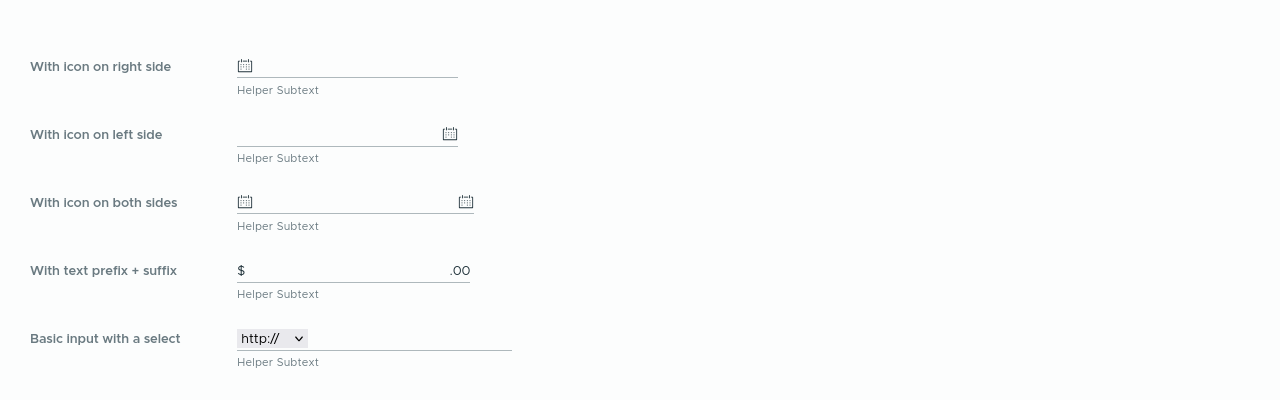 With icon on right side
Helper Subtext
With icon on left side
Helper Subtext
With icon on both sides
Helper Subtext
With text prefix + suffix $ .00
Helper Subtext
Basic input with a select http://
Helper Subtext